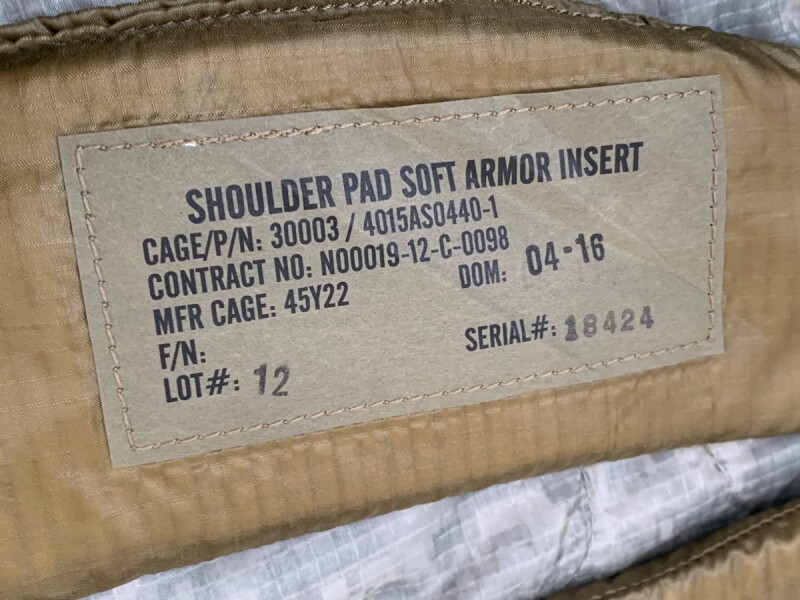 SHOULDER PAD SOFT ARMOR INSERT
CAGE/P/N: 30003 / 4015AS0440-1
CONTRACT NO: N00019-12-C-0098
MFR CAGE: 45Y22 DOM: 04-16
F/N:
LOT#: 12 SERIAL#: 18424